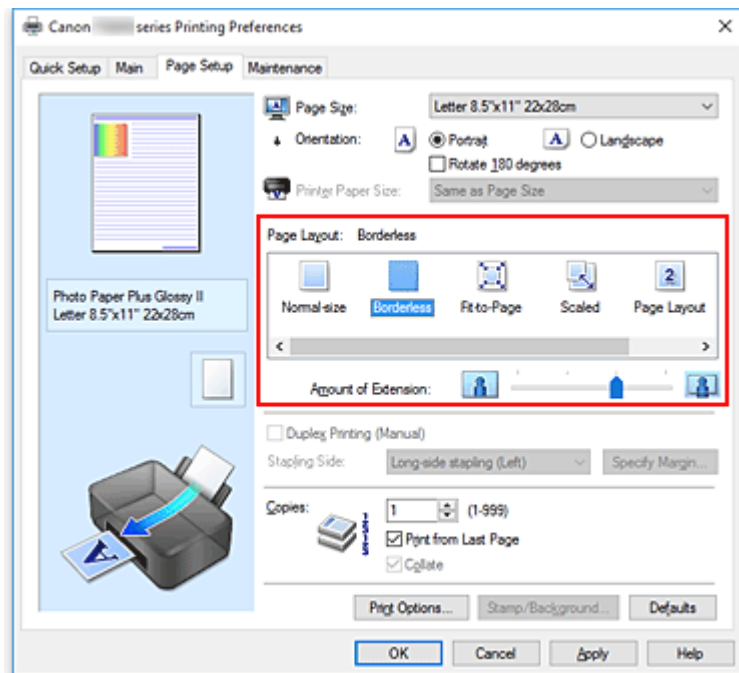 Canon series Printing Preferences
Quick Setup Main Page Setup Maintenance
Page Size: Letter 8.5"x11" 22x28cm
Orientation: A Portrait A Landscape
Rotate 180 degrees
Printer Paper Size: Same as Page Size
Page Layout: Borderless
Normal-size Borderless Fit-to-Page Scaled Page Layout
Photo Paper Plus Glossy II
Letter 8.5"x11" 22x28cm
Amount of Extension:
Duplex Printing (Manual)
Stapling Side: Long-side stapling (Left) Specify Margin...
Copies: 1 (1-999)
Print from Last Page
Collate
Print Options... Stamp/Background... Defaults
OK Cancel Apply Help